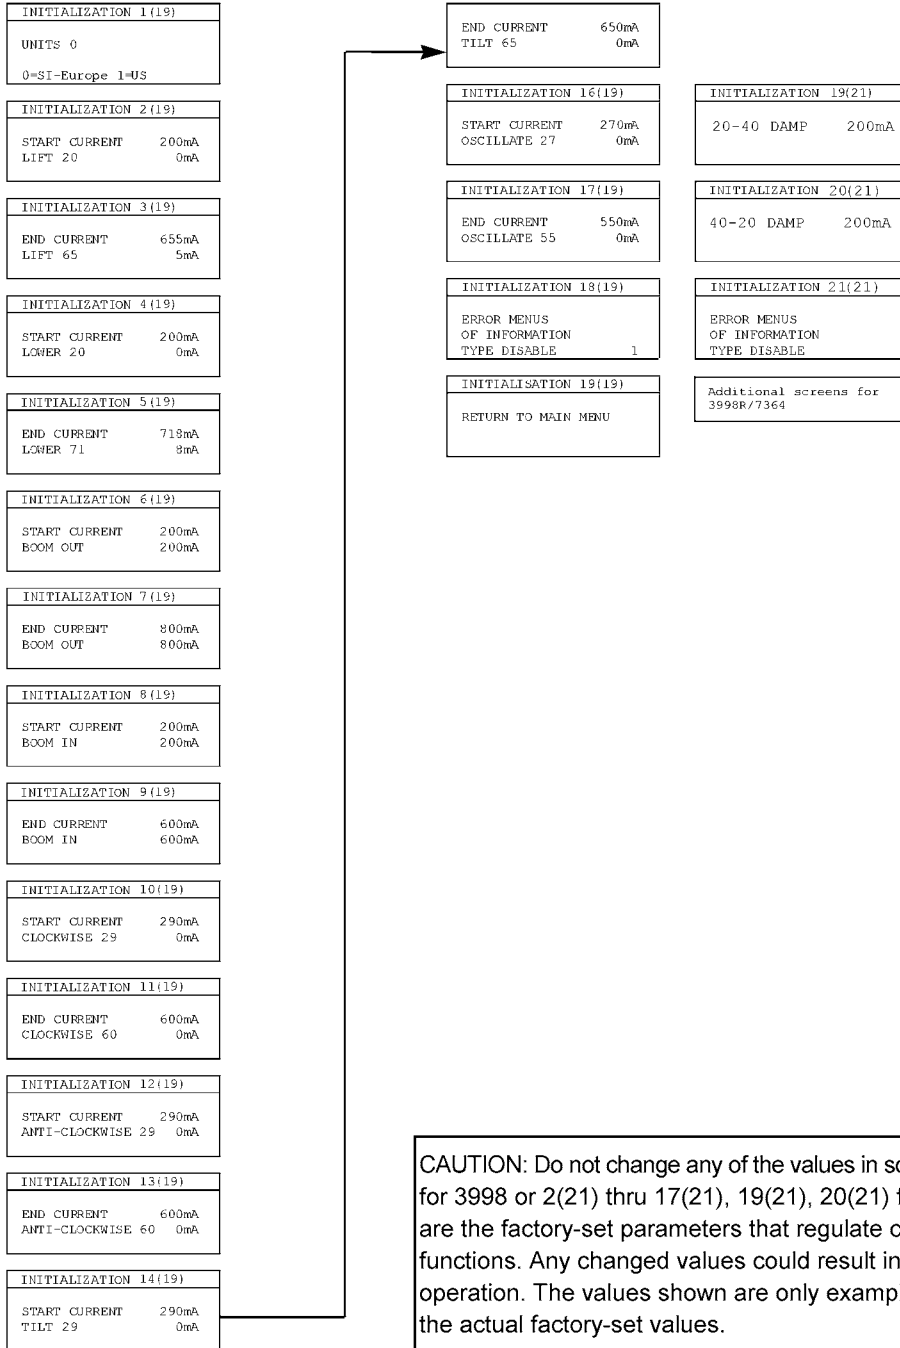 INITIALIZATION 1(19)
UNITS 0
0=SI-Europe 1=US
INITIALIZATION 2(19)
START CURRENT 200mA
LIFT 20 0mA
INITIALIZATION 3(19)
END CURRENT 655mA
LIFT 65 5mA
INITIALIZATION 4(19)
START CURRENT 200mA
LOWER 20 0mA
INITIALIZATION 5(19)
END CURRENT 718mA
LOWER 71 8mA
INITIALIZATION 6(19)
START CURRENT 200mA
BOOM OUT 200mA
INITIALIZATION 7(19)
END CURRENT 800mA
BOOM OUT 800mA
INITIALIZATION 8(19)
START CURRENT 200mA
BOOM IN 200mA
INITIALIZATION 9(19)
END CURRENT 600mA
BOOM IN 600mA
INITIALIZATION 10(19)
START CURRENT 290mA
CLOCKWISE 29 0mA
INITIALIZATION 11(19)
END CURRENT 600mA
CLOCKWISE 60 0mA
INITIALIZATION 12(19)
START CURRENT 290mA
ANTI-CLOCKWISE 29 0mA
INITIALIZATION 13(19)
END CURRENT 600mA
ANTI-CLOCKWISE 60 0mA
INITIALIZATION 14(19)
START CURRENT 290mA
TILT 29 0mA
END CURRENT 650mA
TILT 65 0mA
INITIALIZATION 16(19)
START CURRENT 270mA
OSCILLATE 27 0mA
INITIALIZATION 17(19)
END CURRENT 550mA
OSCILLATE 55 0mA
INITIALIZATION 18(19)
ERROR MENUS
OF INFORMATION
TYPE DISABLE 1
INITIALISATION 19(19)
RETURN TO MAIN MENU
INITIALIZATION 19(21)
20-40 DAMP 200mA
INITIALIZATION 20(21)
40-20 DAMP 200mA
INITIALIZATION 21(21)
ERROR MENUS
OF INFORMATION
TYPE DISABLE
Additional screens for
3998R/7364
CAUTION: Do not change any of the values in
for 3998 or 2(21) thru 17(21), 19(21), 20(21)
are the factory-set parameters that regulate
functions. Any changed values could result in
operation. The values shown are only
the actual factory-set values.